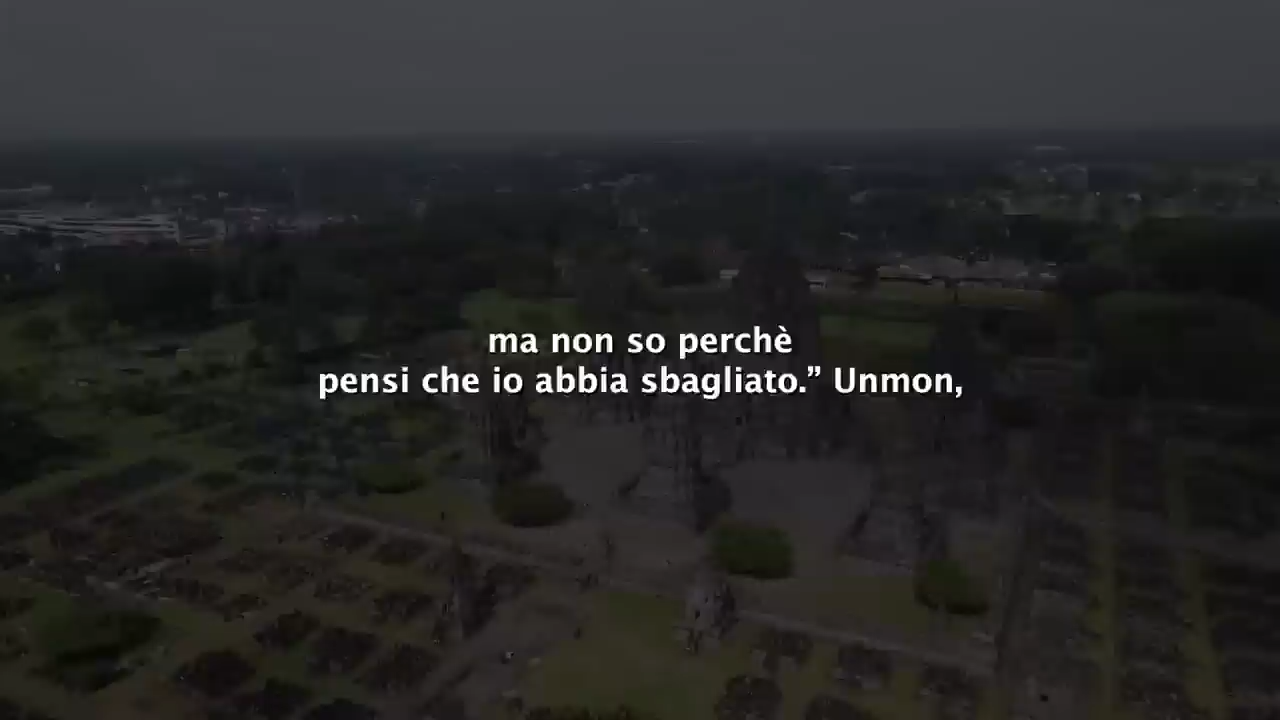 ma non so perchè
pensi che io abbia sbagliato.” Unmon,